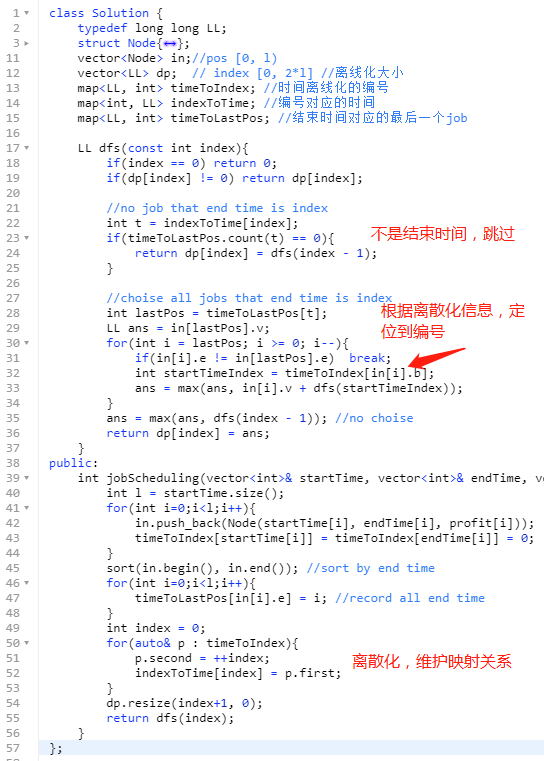 1 class Solution {
2 typedef long long LL;
3 struct Node{↔};
11 vector<Node> in;//pos [0, l)
12 vector<LL> dp;  // index [0, 2*l] //离线化大小
13 map<LL, int> timeToIndex; //时间离线化的编号
14 map<int, LL> indexToTime; //编号对应的时间
15 map<LL, int> timeToLastPos; //结束时间对应的最后一个job
16
17 LL dfs(const int index){
18 if(index == 0) return 0;
19 if(dp[index] != 0) return dp[index];
20
21 //no job that end time is index
22 int t = indexToTime[index];
23 if(timeToLastPos.count(t) == 0){ 不是结束时间，跳过
24 return dp[index] = dfs(index - 1);
25 }
26
27 //choise all jobs that end time is index
28 int lastPos = timeToLastPos[t]; 根据离散化信息，定
29 LL ans = in[lastPos].v; 位到编号
30 for(int i = lastPos; i >= 0; i--){
31 if(in[i].e != in[lastPos].e)  break;
32 int startTimeIndex = timeToIndex[in[i].b];
33 ans = max(ans, in[i].v + dfs(startTimeIndex));
34 }
35 ans = max(ans, dfs(index - 1)); //no choise
36 return dp[index] = ans;
37 }
38 public:
39 int jobScheduling(vector<int>& startTime, vector<int>& endTime, ve
40 int l = startTime.size();
41 for(int i=0;i<l;i++){
42 in.push_back(Node(startTime[i], endTime[i], profit[i]));
43 timeToIndex[startTime[i]] = timeToIndex[endTime[i]] = 0;
44 }
45 sort(in.begin(), in.end()); //sort by end time
46 for(int i=0;i<l;i++){
47 timeToLastPos[in[i].e] = i; //record all end time
48 }
49 int index = 0;
50 for(auto& p : timeToIndex){
51 p.second = ++index; 离散化，维护映射关系
52 indexToTime[index] = p.first;
53 }
54 dp.resize(index+1, 0);
55 return dfs(index);
56 }
57 };